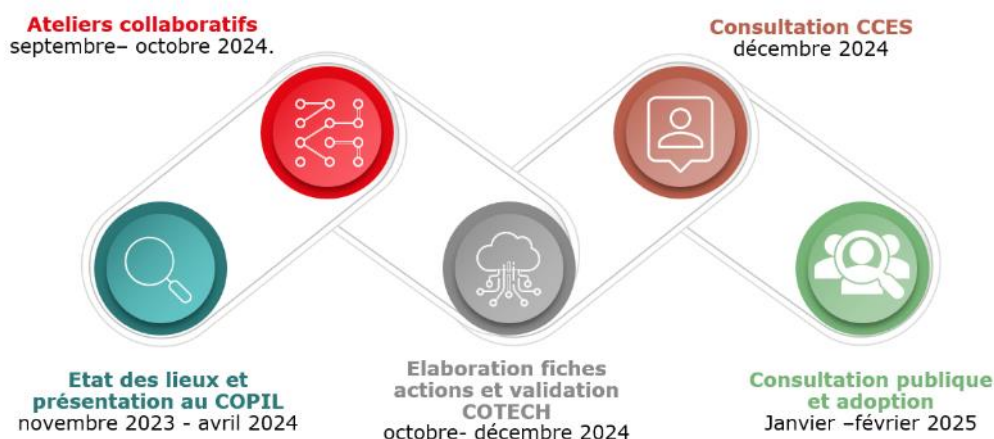 Ateliers collaboratifs
septembre– octobre 2024.
Consultation CCES
décembre 2024
Etat des lieux et
présentation au COPIL
novembre 2023 - avril 2024
Elaboration fiches
actions et validation
COTECH
octobre- décembre 2024
Consultation publique
et adoption
Janvier –février 2025